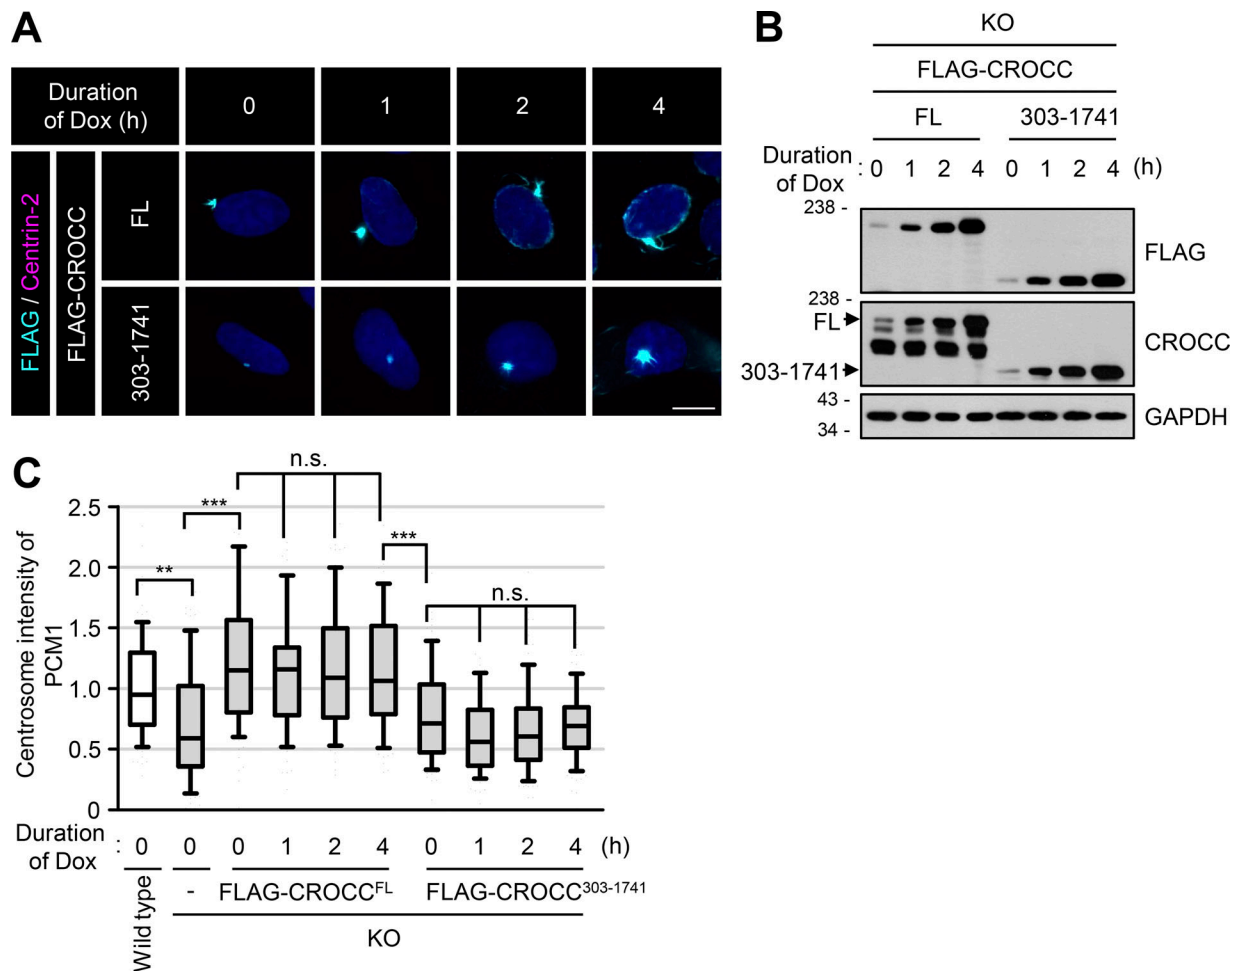 A
Duration
of Dox (h)
0
1
2
4
FLAG / Centrin-2
FLAG-CROCC
FL
303-1741
B
KO
FLAG-CROCC
FL
303-1741
Duration
of Dox
: 0 1 2 4 0 1 2 4 (h)
238 -
FLAG
238 -
FL
CROCC
303-1741
43 -
GAPDH
34 -
C
Centrosome intensity of
PCM1
2.5
2.0
1.5
1.0
0.5
0
**
***
n.s.
***
n.s.
Duration
of Dox
: 0 0 0 1 2 4 0 1 2 4 (h)
Wild type
-
FLAG-CROCC^FL
FLAG-CROCC^303-1741
KO